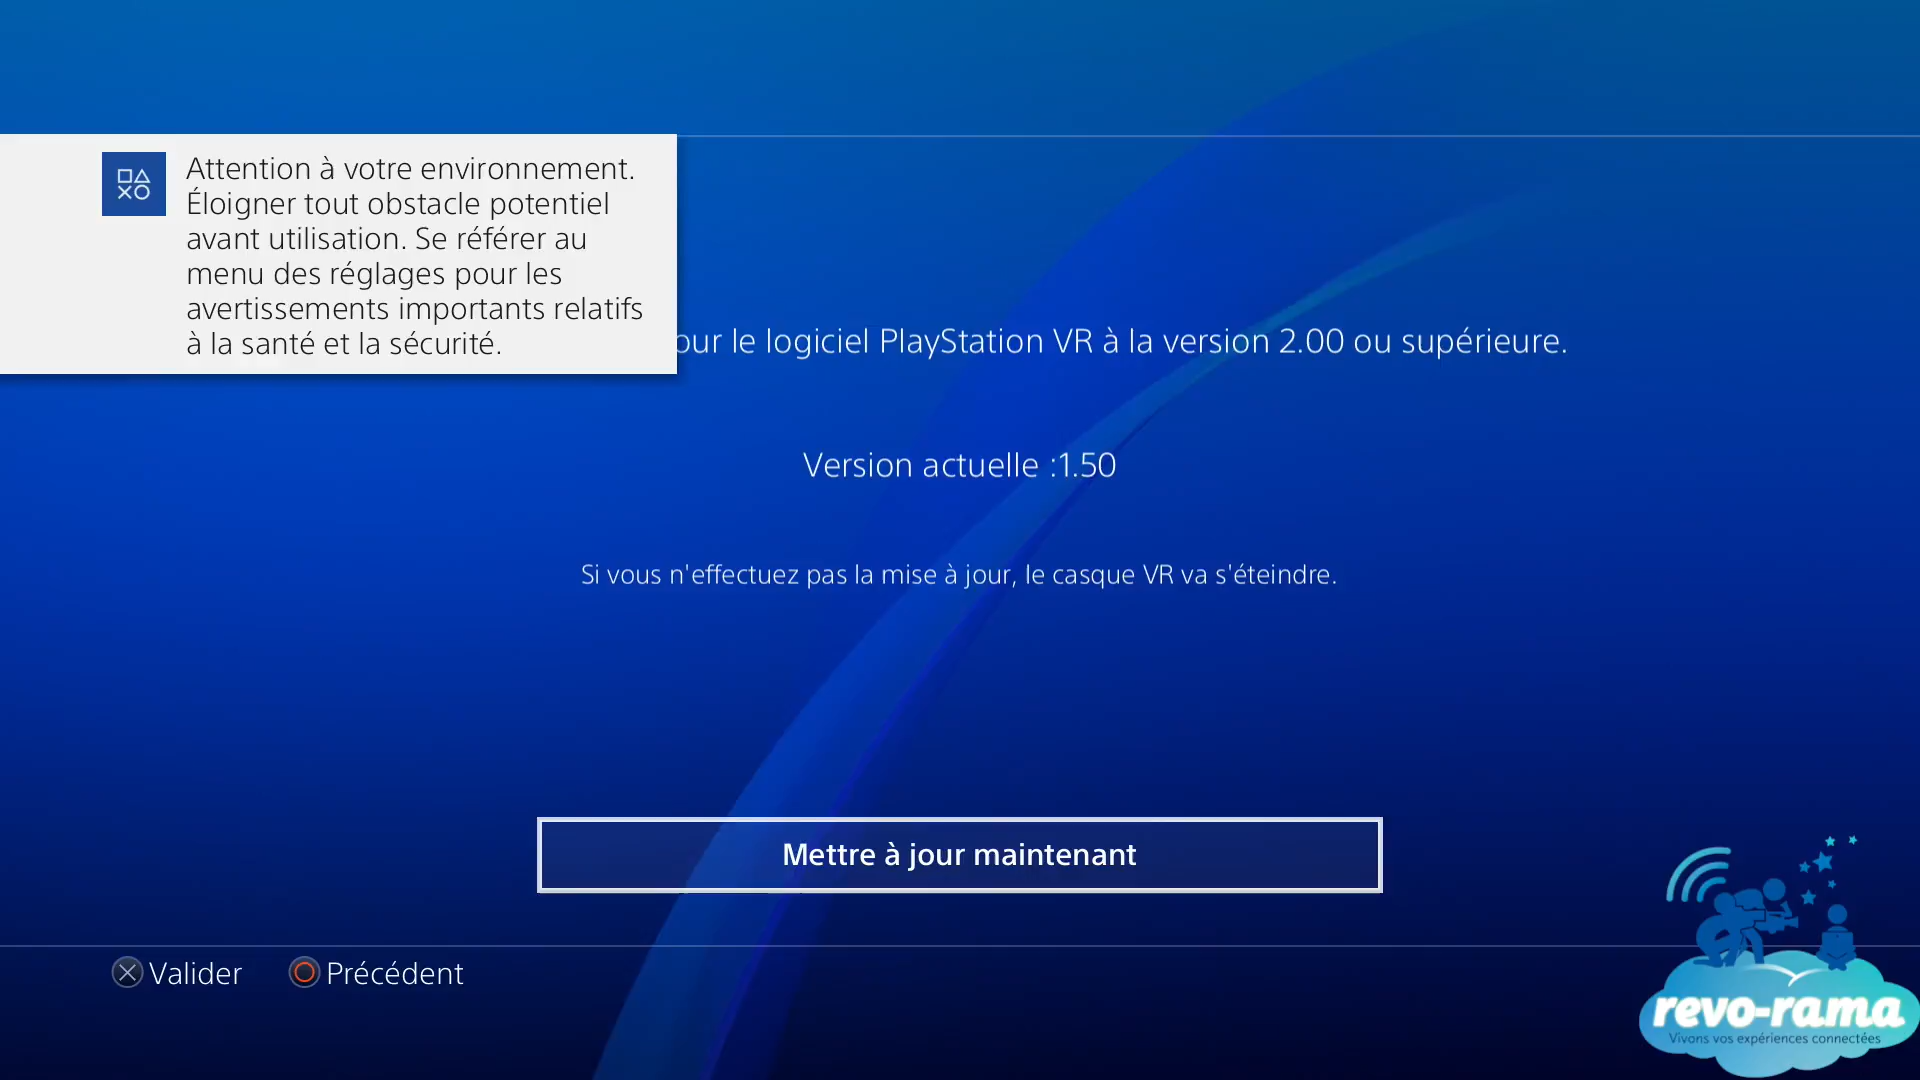 Attention à votre environnement.
Éloigner tout obstacle potentiel
avant utilisation. Se référer au
menu des réglages pour les
avertissements importants relatifs
à la santé et la sécurité.
le logiciel PlayStation VR à la version 2.00 ou supérieure.
Version actuelle :1.50
Si vous n'effectuez pas la mise à jour, le casque VR va s'éteindre.
Mettre à jour maintenant
Valider Précédent
revo-rama
Vivons vos expériences connectées